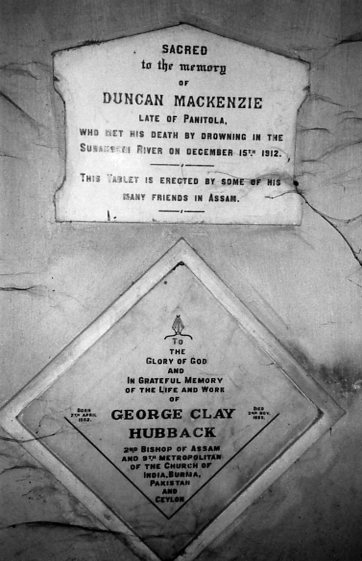 SACRED
to the memory
OF
DUNCAN MACKENZIE
LATE OF PANITOLA,
WHO MET HIS DEATH BY DROWNING IN THE
RIVER ON DECEMBER 15TH 1912.
THIS TABLET IS ERECTED BY SOME OF HIS
MANY FRIENDS IN ASSAM.
TO
THE
GLORY OF GOD
AND
IN GRATEFUL MEMORY
OF THE LIFE AND WORK
OF
BORN
GEORGE CLAY
DIED
HUBBACK
2ND BISHOP OF ASSAM
AND 9TH METROPOLITAN
OF THE CHURCH OF
INDIA, BURMA,
PAKISTAN
AND
CEYLON